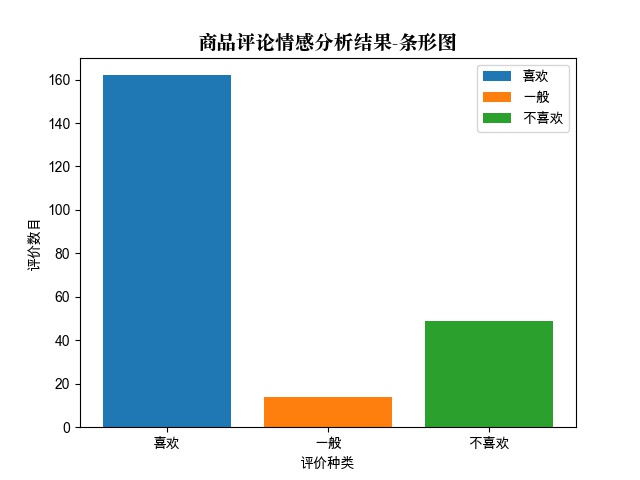 商品评论情感分析结果-条形图
喜欢
一般
不喜欢
160
140
120
100
80
60
40
20
0
评价数目
喜欢 一般 不喜欢
评价种类